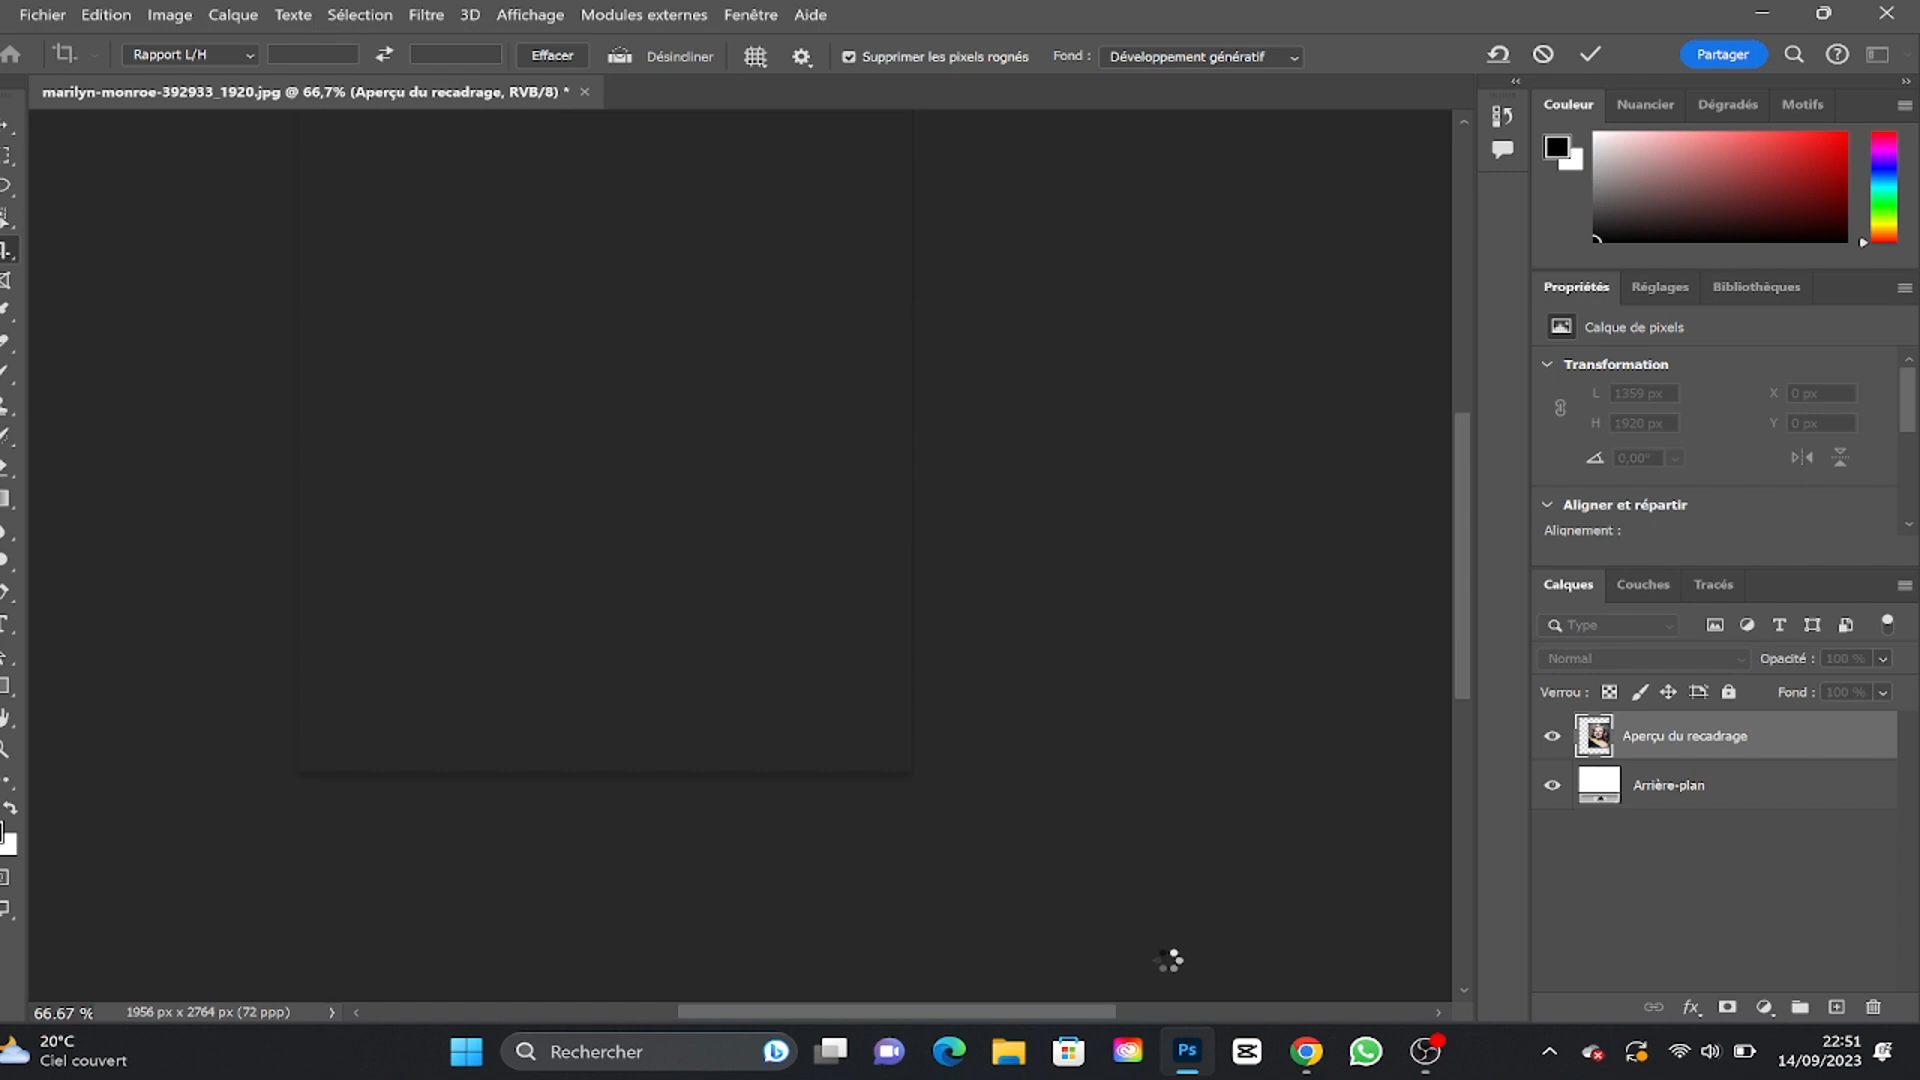 Fichier Edition Image Calque Texte Sélection Filtre 3D Affichage Modules externes Fenêtre Aide
Rapport L/H Effacer Désincliner Supprimer les pixels rognés Fond : Développement génératif Partager
marilyn-monroe-392933_1920.jpg @ 66,7% (Aperçu du recadrage, RVB/8) *
Couleur Nuancier Dégradés Motifs
Propriétés Réglages Bibliothèques
Calque de pixels
Transformation
L 1359 px X 0 px
H 1920 px Y 0 px
0,00°
Aligner et répartir
Alignement :
Calques Couches Tracés
Type
Normal Opacité : 100 %
Verrou : Fond : 100 %
Aperçu du recadrage
Arrière-plan
66.67 % 1956 px x 2764 px (72 ppp)
20°C
Ciel couvert
Rechercher
Ps
22:51
14/09/2023